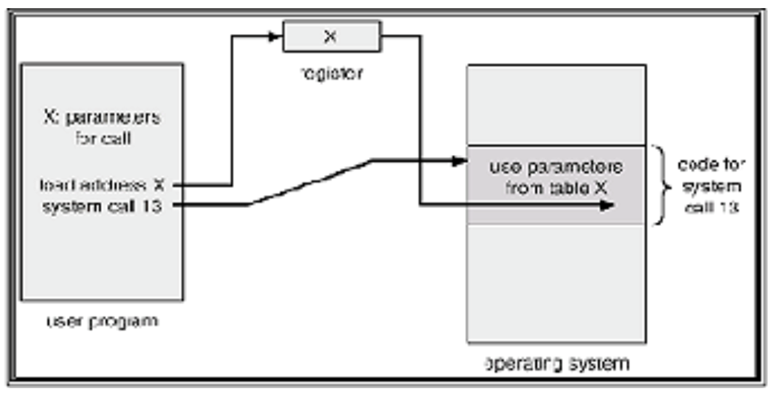 X
register
X: parameters
for call
load address X
system call 13
use parameters
from table X
code for
system
call 13
user program
operating system